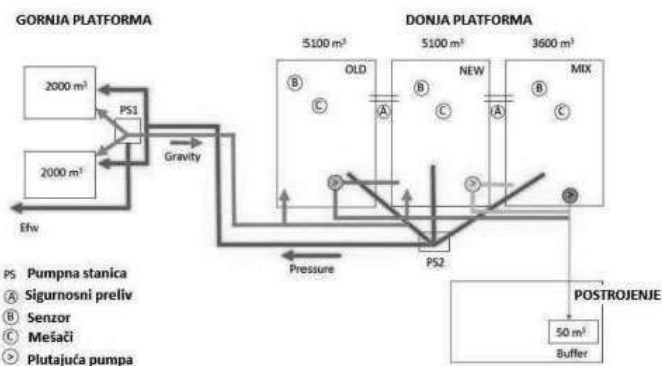 GORNJA PLATFORMA
DONJA PLATFORMA
5100 m³
5100 m³
3600 m³
OLD
NEW
MIX
B
C
B
C
B
C
A
A
2000 m³
PS1
2000 m³
Gravity
Efw
>
>
>
Pressure
PS2
PS Pumpna stanica
A Sigurnosni preliv
B Senzor
C Mešači
> Plutajuća pumpa
POSTROJENJE
50 m³
Buffer